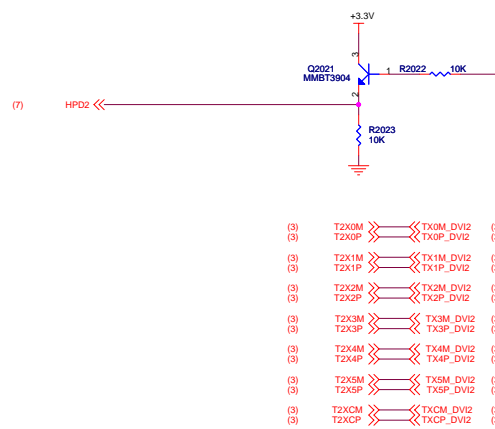 +3.3V
3
Q2021
MMBT3904
1
R2022
10K
2
(7) HPD2
R2023
10K
(3) T2X0M TX0M_DVI2
(3) T2X0P TX0P_DVI2
(3) T2X1M TX1M_DVI2
(3) T2X1P TX1P_DVI2
(3) T2X2M TX2M_DVI2
(3) T2X2P TX2P_DVI2
(3) T2X3M TX3M_DVI2
(3) T2X3P TX3P_DVI2
(3) T2X4M TX4M_DVI2
(3) T2X4P TX4P_DVI2
(3) T2X5M TX5M_DVI2
(3) T2X5P TX5P_DVI2
(3) T2XCM TXCM_DVI2
(3) T2XCP TXCP_DVI2